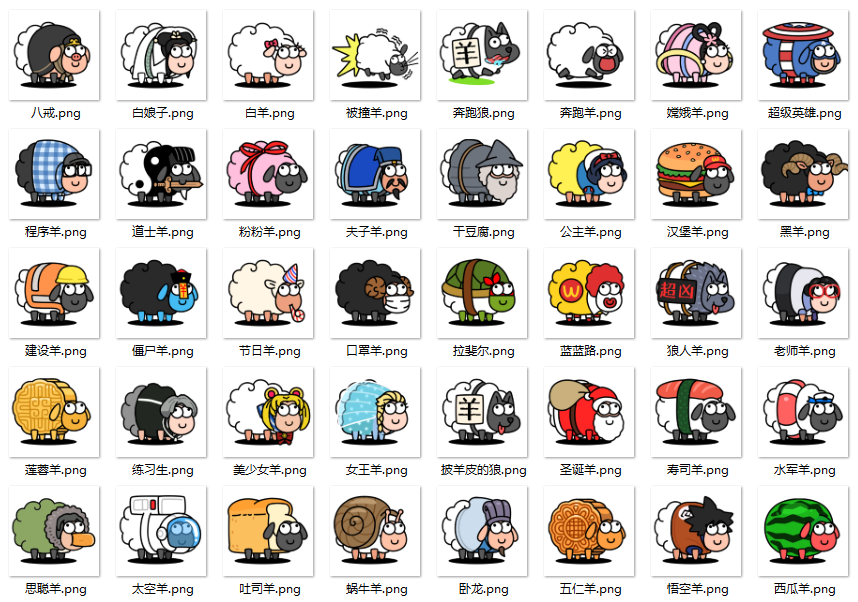 八戒.png
白娘子.png
白羊.png
被撞羊.png
羊
奔跑狼.png
奔跑羊.png
嫦娥羊.png
超级英雄.png
程序羊.png
道士羊.png
粉粉羊.png
夫子羊.png
干豆腐.png
公主羊.png
汉堡羊.png
黑羊.png
建设羊.png
僵尸羊.png
节日羊.png
口罩羊.png
拉斐尔.png
W
蓝蓝路.png
超凶
狼人羊.png
老师羊.png
莲蓉羊.png
练习生.png
美少女羊.png
女王羊.png
羊
披羊皮的狼.png
圣诞羊.png
寿司羊.png
水军羊.png
思聪羊.png
太空羊.png
吐司羊.png
蜗牛羊.png
卧龙.png
五仁羊.png
悟空羊.png
西瓜羊.png